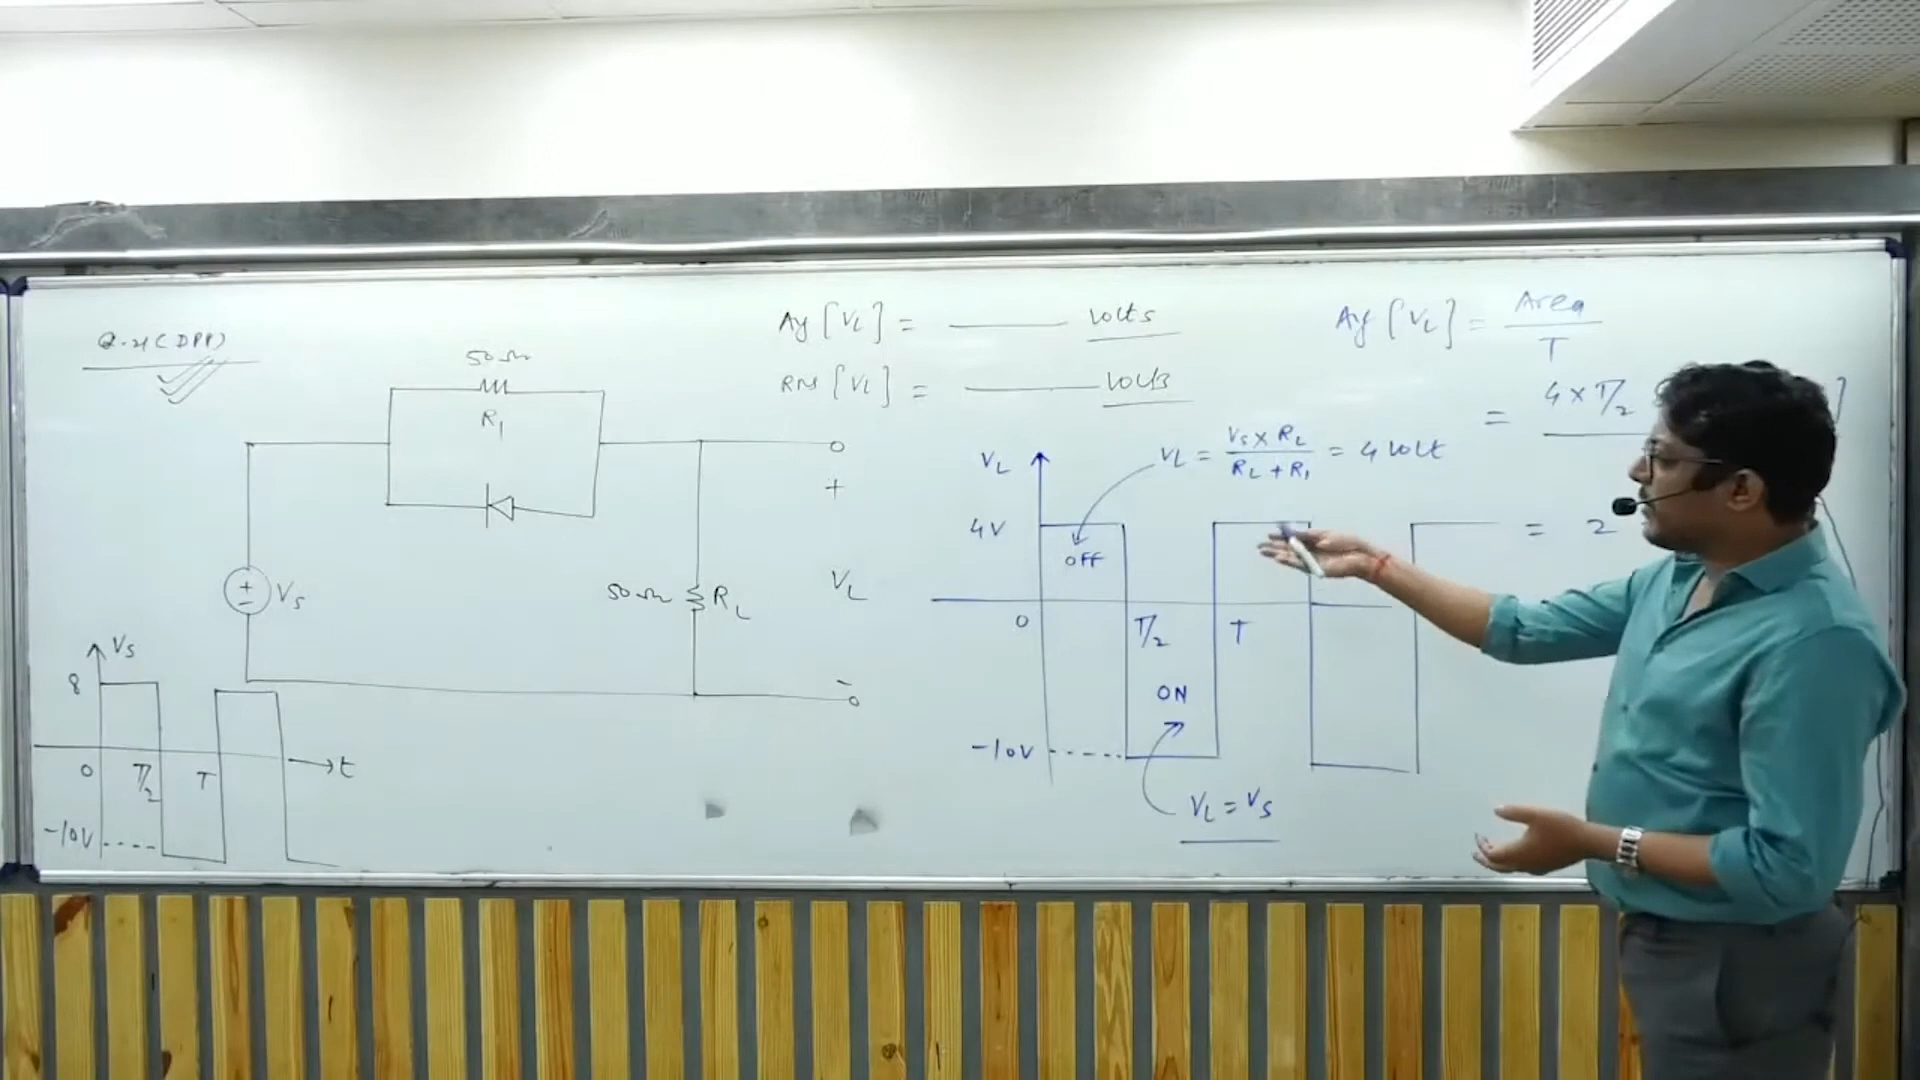 Q.21 (DPP)
50Ω
R₁
+
Vs
Vs
8
0
T/2
T
t
-10V
50Ω
RL
+
VL
-
Avg [VL] = ______ Volts
RMS [VL] = ______ Volts
VL
VL = Vs × RL / RL + R₁ = 4 Volt
4V
OFF
0
T/2
T
ON
-10V
VL = Vs
Avg [VL] = Area / T
= 4 × T/2
= 2